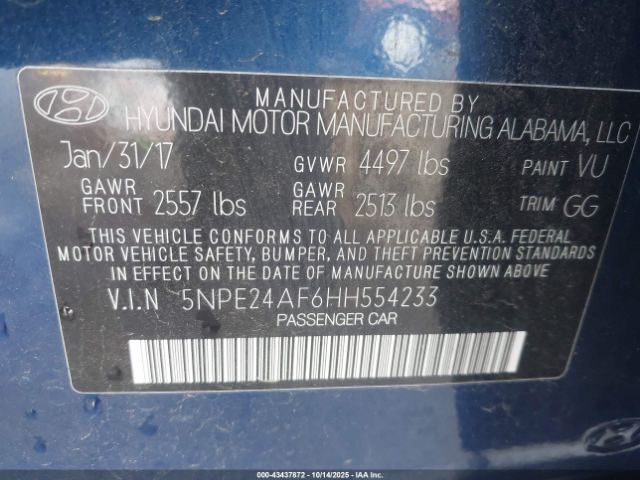 MANUFACTURED BY
HYUNDAI MOTOR MANUFACTURING ALABAMA, LLC
Jan/31/17 GVWR 4497 lbs PAINT VU
GAWR FRONT 2557 lbs GAWR REAR 2513 lbs TRIM GG
THIS VEHICLE CONFORMS TO ALL APPLICABLE U.S.A. FEDERAL
MOTOR VEHICLE SAFETY, BUMPER, AND THEFT PREVENTION STANDARDS
IN EFFECT ON THE DATE OF MANUFACTURE SHOWN ABOVE
V.I.N 5NPE24AF6HH554233
PASSENGER CAR
000-43437872 | 10/14/2025 | IAA, Inc.